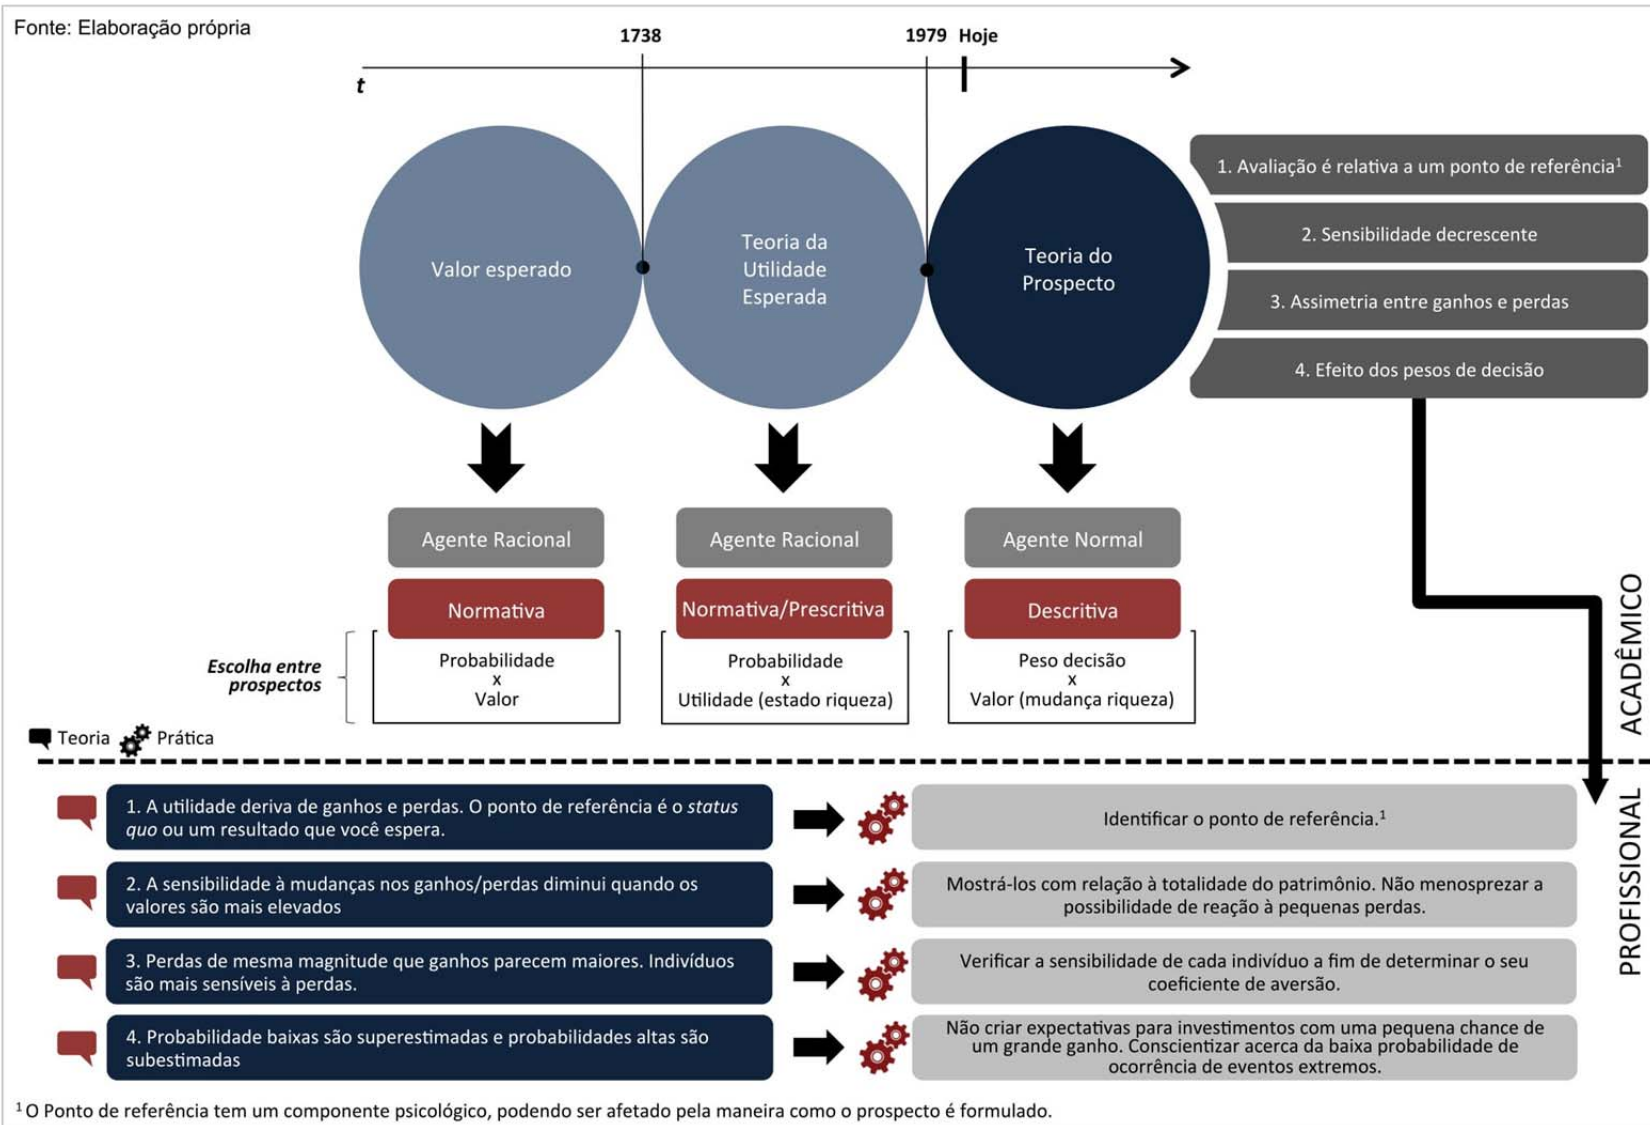 Fonte: Elaboração própria
1738
1979 Hoje
t
Valor esperado
Teoria da
Utilidade
Esperada
Teoria do
Prospecto
1. Avaliação é relativa a um ponto de referência¹
2. Sensibilidade decrescente
3. Assimetria entre ganhos e perdas
4. Efeito dos pesos de decisão
Agente Racional
Agente Racional
Agente Normal
Normativa
Normativa/Prescritiva
Descritiva
Escolha entre
prospectos
Probabilidade
x
Valor
Probabilidade
x
Utilidade (estado riqueza)
Peso decisão
x
Valor (mudança riqueza)
ACADÊMICO
Teoria
Prática
PROFISSIONAL
1. A utilidade deriva de ganhos e perdas. O ponto de referência é o status
quo ou um resultado que você espera.
Identificar o ponto de referência.¹
2. A sensibilidade à mudanças nos ganhos/perdas diminui quando os
valores são mais elevados
Mostrá-los com relação à totalidade do patrimônio. Não menosprezar a
possibilidade de reação à pequenas perdas.
3. Perdas de mesma magnitude que ganhos parecem maiores. Indivíduos
são mais sensíveis à perdas.
Verificar a sensibilidade de cada indivíduo a fim de determinar o seu
coeficiente de aversão.
4. Probabilidade baixas são superestimadas e probabilidades altas são
subestimadas
Não criar expectativas para investimentos com uma pequena chance de
um grande ganho. Conscientizar acerca da baixa probabilidade de
ocorrência de eventos extremos.
¹ O Ponto de referência tem um componente psicológico, podendo ser afetado pela maneira como o prospecto é formulado.